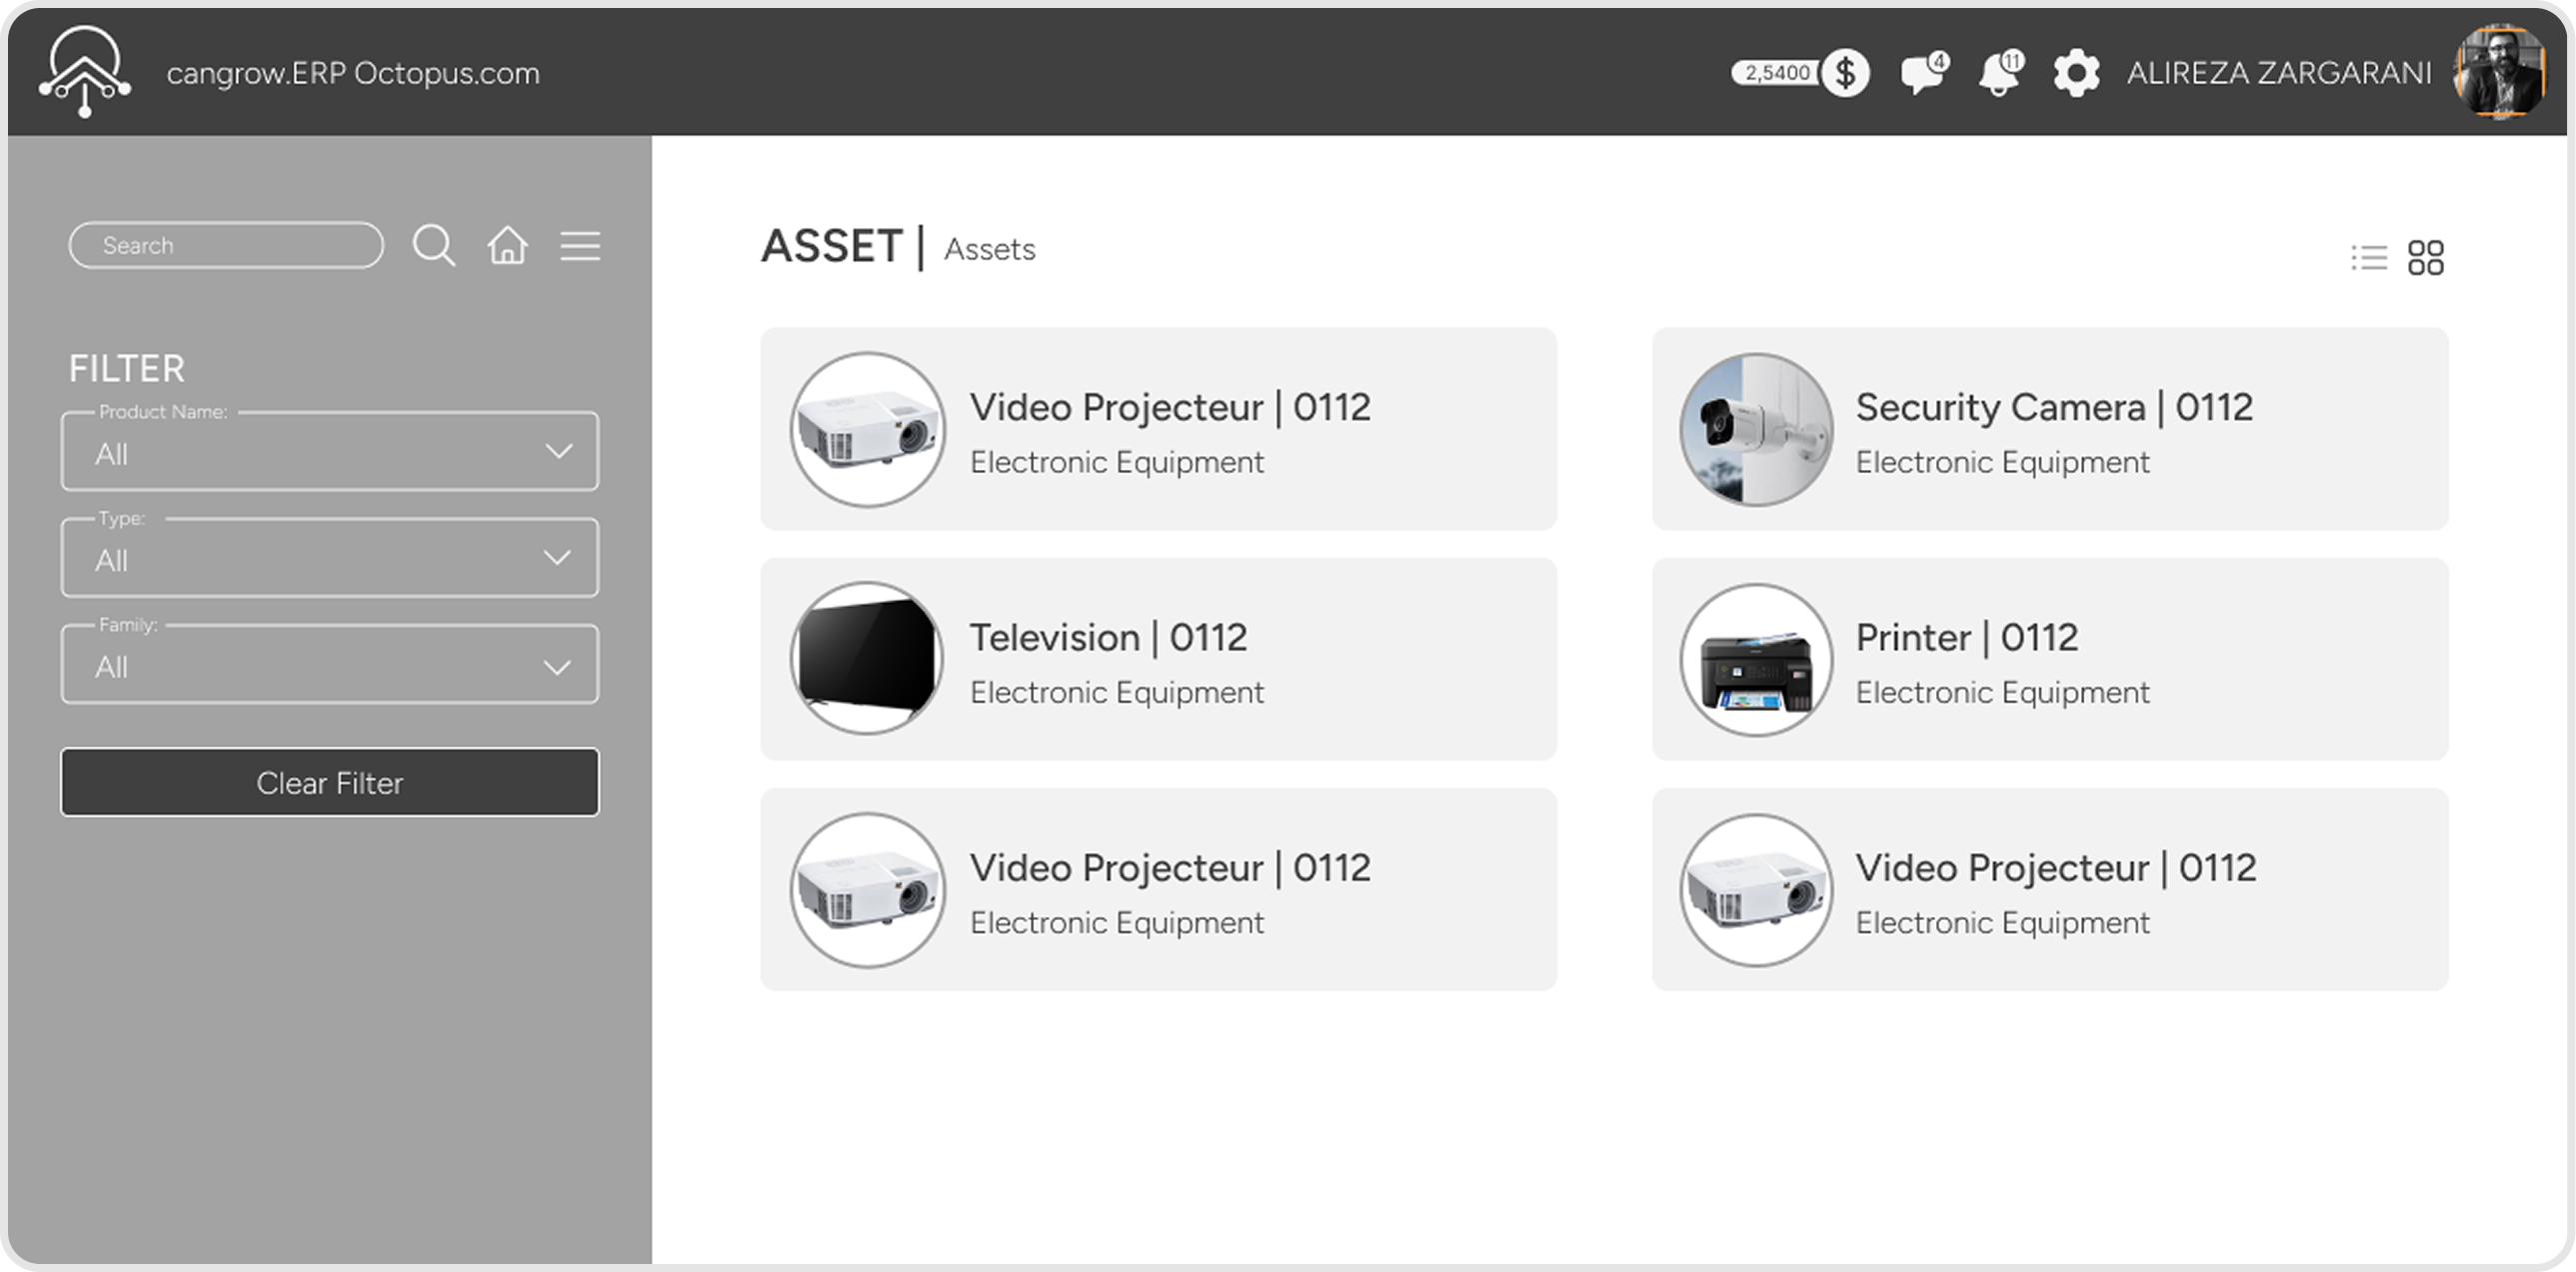 cangrow.ERP Octopus.com
2,5400
$
4
11
ALIREZA ZARGARANI
Search
FILTER
Product Name:
All
Type:
All
Family:
All
Clear Filter
ASSET | Assets
Video Projecteur | 0112
Electronic Equipment
Security Camera | 0112
Electronic Equipment
Television | 0112
Electronic Equipment
Printer | 0112
Electronic Equipment
Video Projecteur | 0112
Electronic Equipment
Video Projecteur | 0112
Electronic Equipment